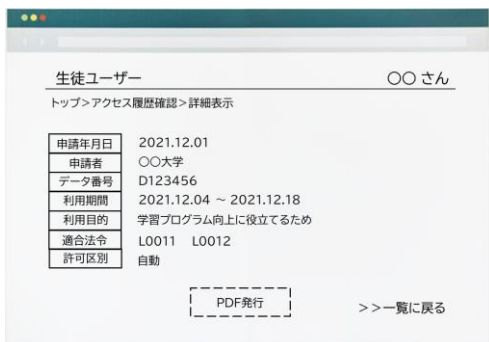 生徒ユーザー 〇〇 さん
トップ>アクセス履歴確認>詳細表示
申請年月日 2021.12.01
申請者 〇〇大学
データ番号 D123456
利用期間 2021.12.04 ~ 2021.12.18
利用目的 学習プログラム向上に役立てるため
適合法令 L0011 L0012
許可区別 自動
PDF発行 >>一覧に戻る